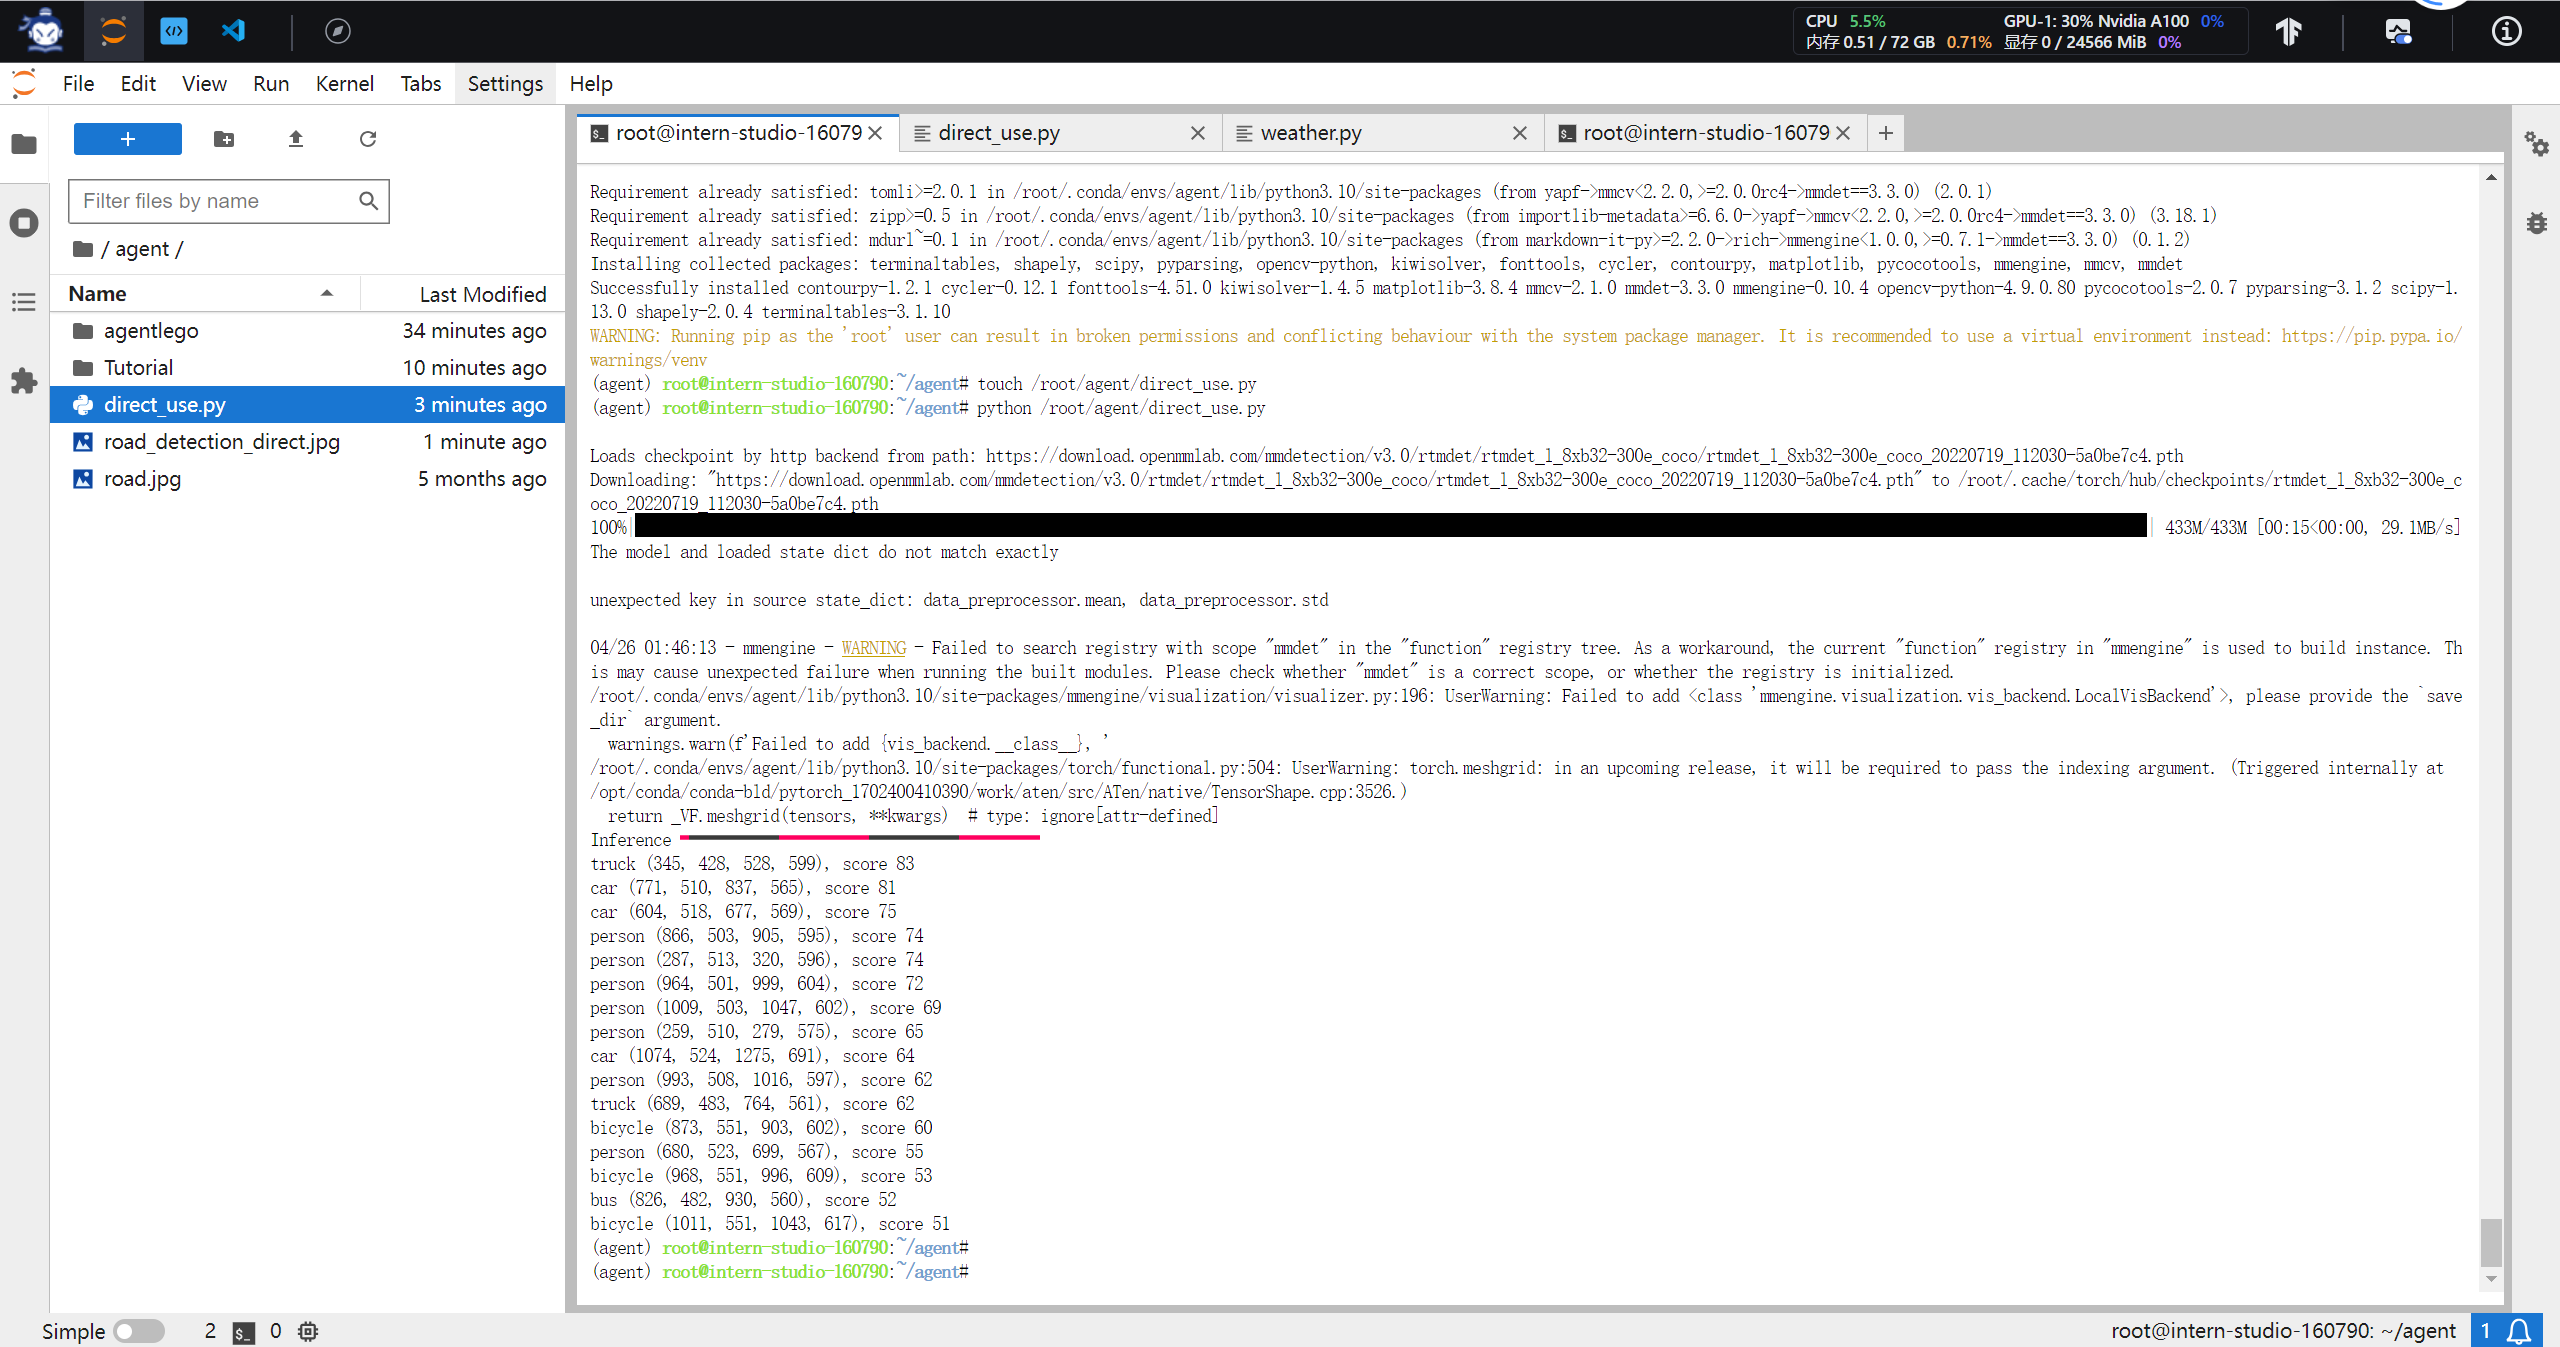 CPU 5.5% GPU-1: 30% Nvidia A100 0%
内存 0.51 / 72 GB 0.71% 显存 0 / 24566 MiB 0%
File Edit View Run Kernel Tabs Settings Help
root@intern-studio-16079 direct_use.py weather.py root@intern-studio-16079
Filter files by name
/ agent /
Name Last Modified
agentlego 34 minutes ago
Tutorial 10 minutes ago
direct_use.py 3 minutes ago
road_detection_direct.jpg 1 minute ago
road.jpg 5 months ago
Requirement already satisfied: tomli>=2.0.1 in /root/.conda/envs/agent/lib/python3.10/site-packages (from yapf->mmcv<2.2.0,>=2.0.0rc4->mmdet==3.3.0) (2.0.1)
Requirement already satisfied: zipp>=0.5 in /root/.conda/envs/agent/lib/python3.10/site-packages (from importlib-metadata>=6.6.0->yapf->mmcv<2.2.0,>=2.0.0rc4->mmdet==3.3.0) (3.18.1)
Requirement already satisfied: mdurl~=0.1 in /root/.conda/envs/agent/lib/python3.10/site-packages (from markdown-it-py>=2.2.0->rich->mmengine<1.0.0,>=0.7.1->mmdet==3.3.0) (0.1.2)
Installing collected packages: terminaltables, shapely, scipy, pyparsing, opencv-python, kiwisolver, fonttools, cycler, contourpy, matplotlib, pycocotools, mmengine, mmcv, mmdet
Successfully installed contourpy-1.2.1 cycler-0.12.1 fonttools-4.51.0 kiwisolver-1.4.5 matplotlib-3.8.4 mmcv-2.1.0 mmdet-3.3.0 mmengine-0.10.4 opencv-python-4.9.0.80 pycocotools-2.0.7 pyparsing-3.1.2 scipy-1.
13.0 shapely-2.0.4 terminaltables-3.1.10
WARNING: Running pip as the 'root' user can result in broken permissions and conflicting behaviour with the system package manager. It is recommended to use a virtual environment instead: https://pip.pypa.io/
warnings/venv
(agent) root@intern-studio-160790:~/agent# touch /root/agent/direct_use.py
(agent) root@intern-studio-160790:~/agent# python /root/agent/direct_use.py
Loads checkpoint by http backend from path: https://download.openmmlab.com/mmdetection/v3.0/rtmdet/rtmdet_l_8xb32-300e_coco/rtmdet_l_8xb32-300e_coco_20220719_112030-5a0be7c4.pth
Downloading: "https://download.openmmlab.com/mmdetection/v3.0/rtmdet/rtmdet_l_8xb32-300e_coco/rtmdet_l_8xb32-300e_coco_20220719_112030-5a0be7c4.pth" to /root/.cache/torch/hub/checkpoints/rtmdet_l_8xb32-300e_c
oco_20220719_112030-5a0be7c4.pth
100%| | 433M/433M [00:15<00:00, 29.1MB/s]
The model and loaded state dict do not match exactly
unexpected key in source state_dict: data_preprocessor.mean, data_preprocessor.std
04/26 01:46:13 - mmengine - WARNING - Failed to search registry with scope "mmdet" in the "function" registry tree. As a workaround, the current "function" registry in "mmengine" is used to build instance. Th
is may cause unexpected failure when running the built modules. Please check whether "mmdet" is a correct scope, or whether the registry is initialized.
/root/.conda/envs/agent/lib/python3.10/site-packages/mmengine/visualization/visualizer.py:196: UserWarning: Failed to add <class 'mmengine.visualization.vis_backend.LocalVisBackend'>, please provide the `save
_dir` argument.
warnings.warn(f'Failed to add {vis_backend.__class__}, '
/root/.conda/envs/agent/lib/python3.10/site-packages/torch/functional.py:504: UserWarning: torch.meshgrid: in an upcoming release, it will be required to pass the indexing argument. (Triggered internally at
/opt/conda/conda-bld/pytorch_1702400410390/work/aten/src/ATen/native/TensorShape.cpp:3526.)
return _VF.meshgrid(tensors, **kwargs)  # type: ignore[attr-defined]
Inference
truck (345, 428, 528, 599), score 83
car (771, 510, 837, 565), score 81
car (604, 518, 677, 569), score 75
person (866, 503, 905, 595), score 74
person (287, 513, 320, 596), score 74
person (964, 501, 999, 604), score 72
person (1009, 503, 1047, 602), score 69
person (259, 510, 279, 575), score 65
car (1074, 524, 1275, 691), score 64
person (993, 508, 1016, 597), score 62
truck (689, 483, 764, 561), score 62
bicycle (873, 551, 903, 602), score 60
person (680, 523, 699, 567), score 55
bicycle (968, 551, 996, 609), score 53
bus (826, 482, 930, 560), score 52
bicycle (1011, 551, 1043, 617), score 51
(agent) root@intern-studio-160790:~/agent#
(agent) root@intern-studio-160790:~/agent#
Simple 2 0 root@intern-studio-160790: ~/agent 1